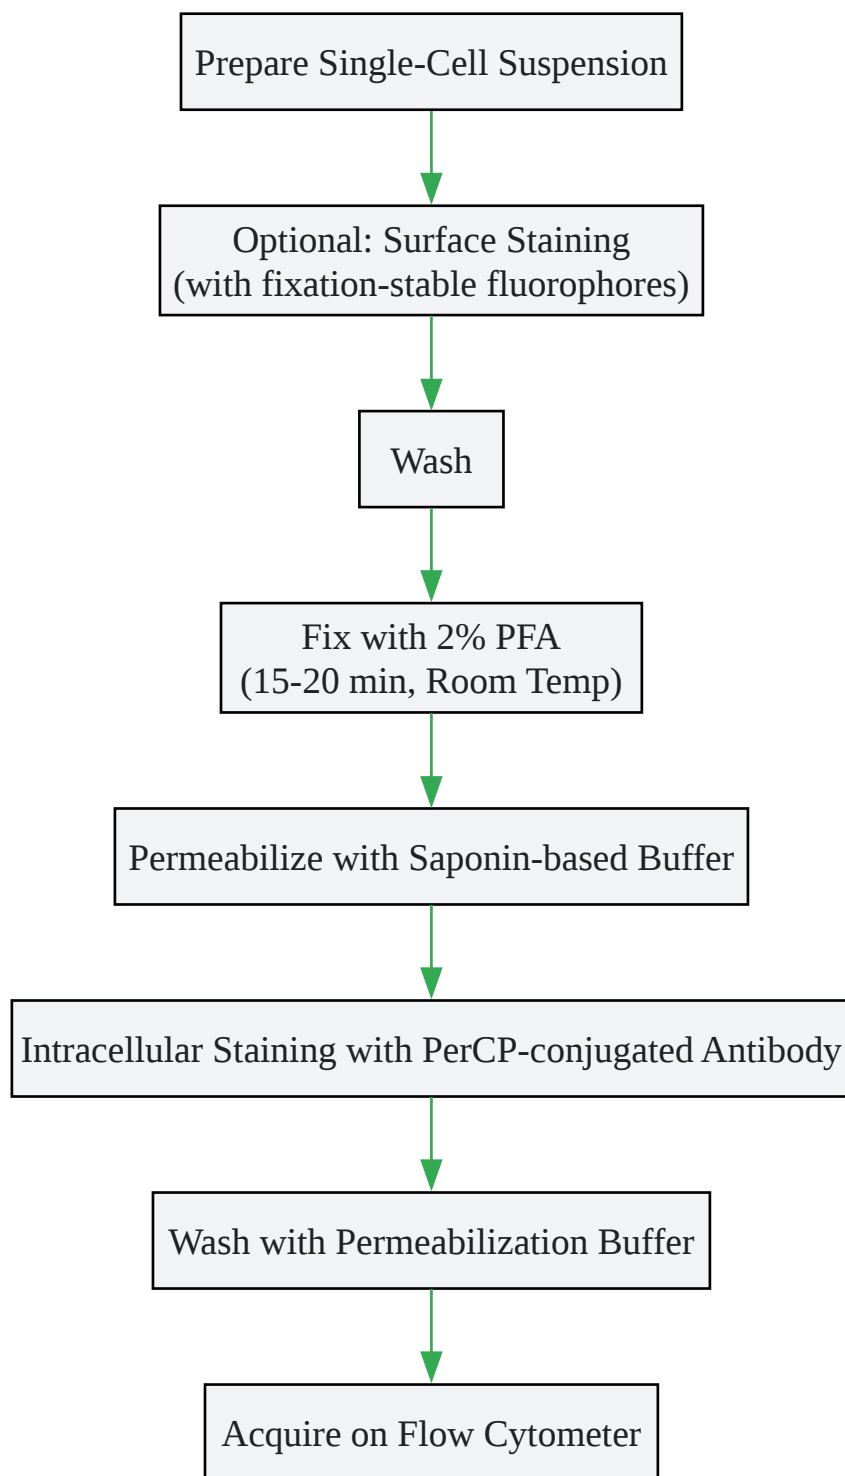 Prepare Single-Cell Suspension
Optional: Surface Staining
(with fixation-stable fluorophores)
Wash
Fix with 2% PFA
(15-20 min, Room Temp)
Permeabilize with Saponin-based Buffer
Intracellular Staining with PerCP-conjugated Antibody
Wash with Permeabilization Buffer
Acquire on Flow Cytometer